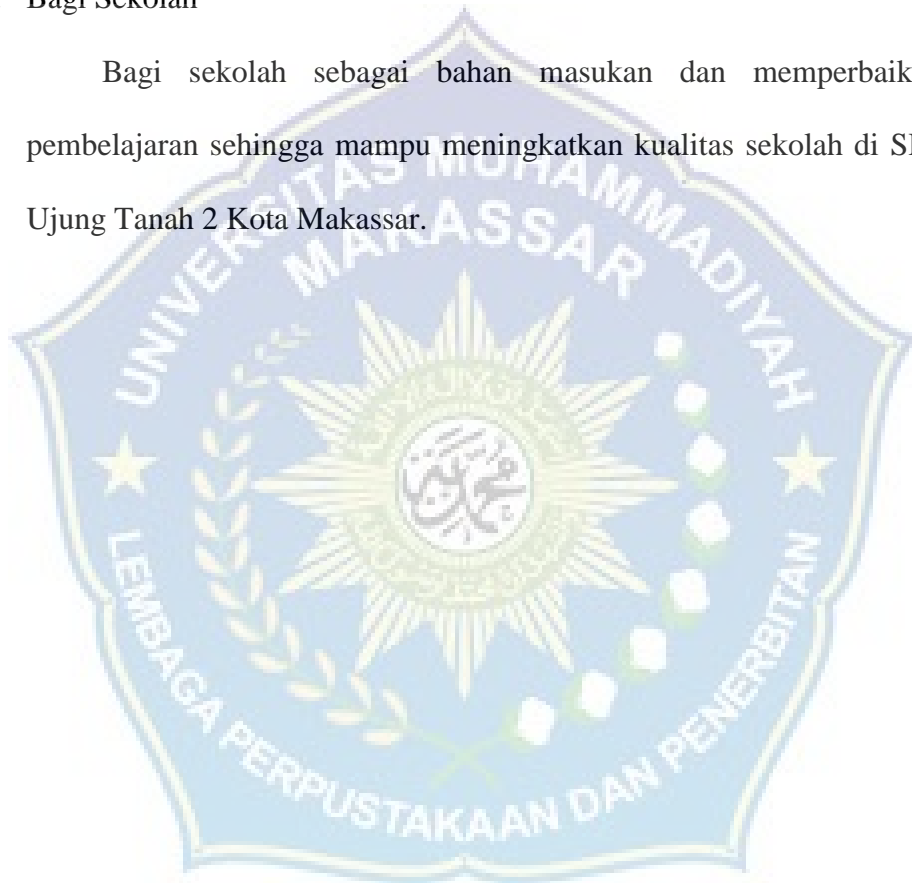 Bagi Sekolah
Bagi sekolah sebagai bahan masukan dan memperbaik
pembelajaran sehingga mampu meningkatkan kualitas sekolah di
Ujung Tanah 2 Kota Makassar.
UNIVERSITAS MUHAMMADIYAH
MAKASSAR
LEMBAGA PERPUSTAKAAN DAN PENERBITAN